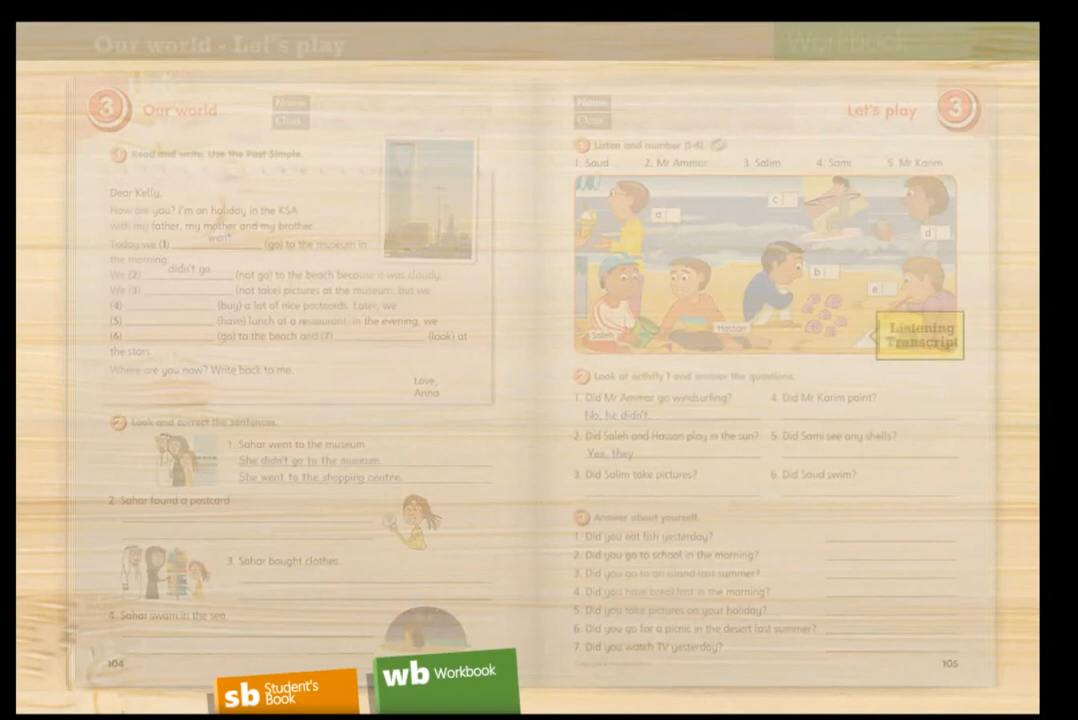 Our world - Let's play
Workbook
3
Our world
Name
Class
1 Read and write. Use the Past Simple.
Dear Kelly,
How are you? I'm on holiday in the KSA
with my father, my mother and my brother.
Today we (1) went (go) to the museum in
the morning.
We (2) didn't go (not go) to the beach because it was cloudy.
We (3) (not take) pictures at the museum, but we
(4) (buy) a lot of nice postcards. Later, we
(5) (have) lunch at a restaurant. In the evening, we
(6) (go) to the beach and (7) (look) at
the stars.
Where are you now? Write back to me.
Love,
Anna
2 Look and correct the sentences.
1. Sahar went to the museum.
She didn't go to the museum.
She went to the shopping centre.
2. Sahar found a postcard.
3. Sahar bought clothes.
4. Sahar swam in the sea.
104
Name
Class
Let's play
3
1 Listen and number (1-5).
1. Saud 2. Mr Ammar 3. Salim 4. Sami 5. Mr Karim
a
c
d
b
e
Saleh
Hassan
Listening
Transcript
2 Look at activity 1 and answer the questions.
1. Did Mr Ammar go windsurfing?
No, he didn't.
2. Did Saleh and Hassan play in the sun?
Yes, they
3. Did Salim take pictures?
4. Did Mr Karim paint?
5. Did Sami see any shells?
6. Did Saud swim?
3 Answer about yourself.
1. Did you eat fish yesterday?
2. Did you go to school in the morning?
3. Did you go to an island last summer?
4. Did you have breakfast in the morning?
5. Did you take pictures on your holiday?
6. Did you go for a picnic in the desert last summer?
7. Did you watch TV yesterday?
105
sb Student's
Book
wb Workbook